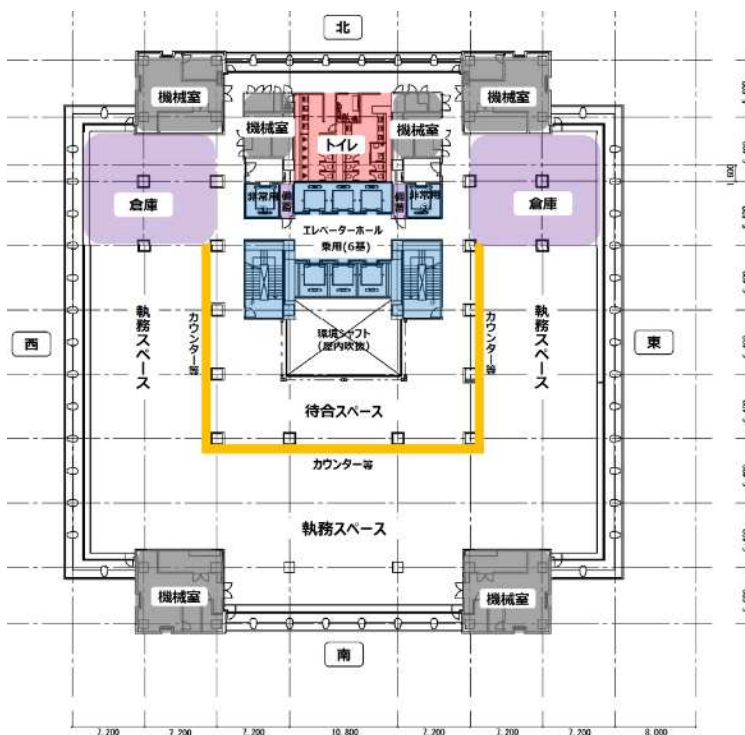 北
機械室
機械室
機械室
トイレ
機械室
倉庫
非常用
非常用
倉庫
エレベーターホール
乗用(6基)
執務スペース
カウンター等
環境シャフト
(屋内吹抜)
カウンター等
執務スペース
西
東
待合スペース
カウンター等
執務スペース
機械室
機械室
南
7,200
7,200
7,200
10,800
7,200
7,200
7,200
8,000